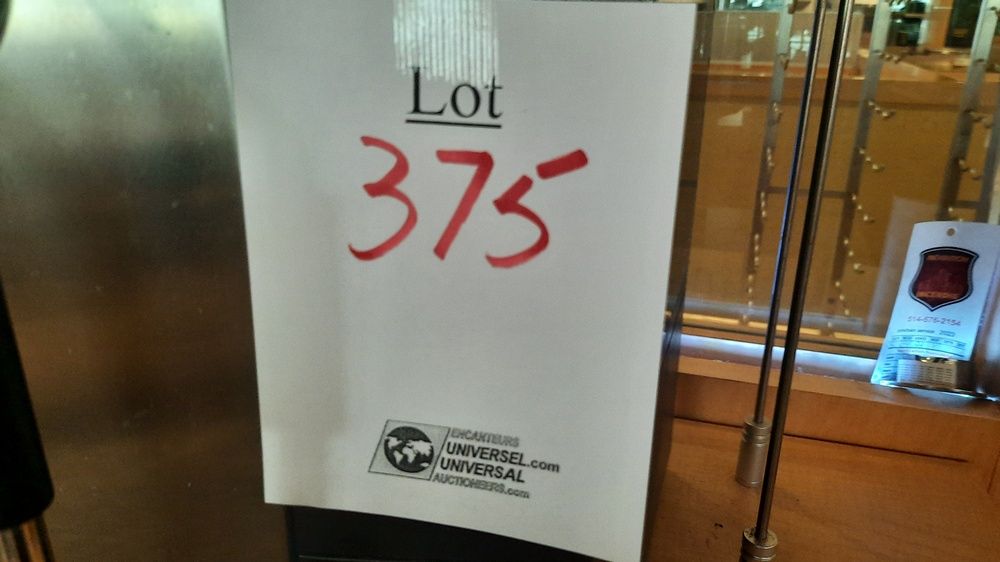 Lot
375
ENCANTEURS
UNIVERSEL.com
UNIVERSAL
AUCTIONEERS.com
514-576-2154